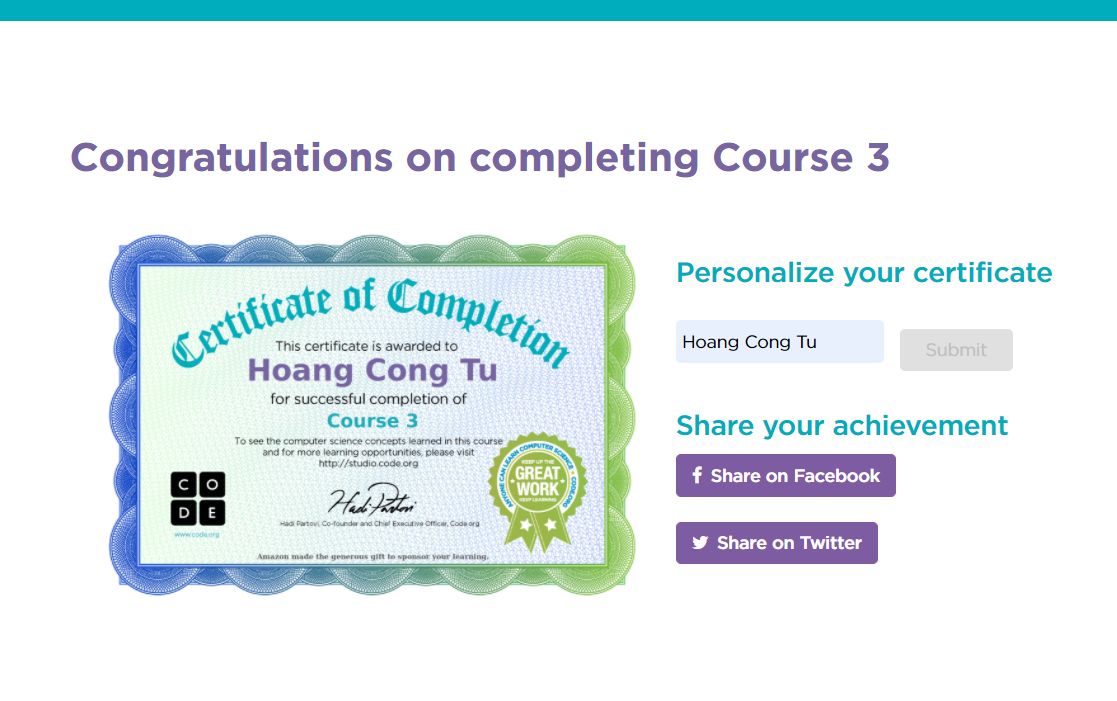 Congratulations on completing Course 3
Certificate of Completion
This certificate is awarded to
Hoang Cong Tu
for successful completion of
Course 3
To see the computer science concepts learned in this course
and for more learning opportunities, please visit
http://studio.code.org
C O
D E
www.code.org
Hadi Partovi
Hadi Partovi, Co-founder and Chief Executive Officer, Code.org
ANYONE CAN LEARN COMPUTER SCIENCE • CODE.ORG •
KEEP UP THE
GREAT
WORK
KEEP LEARNING
Amazon made the generous gift to sponsor your learning.
Personalize your certificate
Hoang Cong Tu
Submit
Share your achievement
Share on Facebook
Share on Twitter